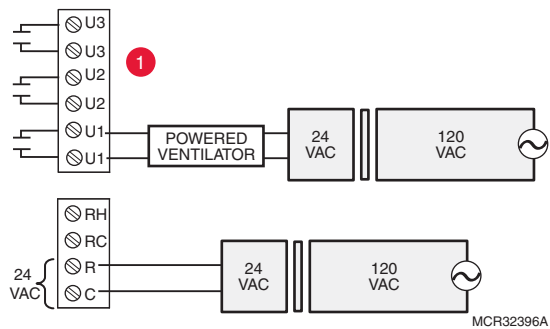 U3
U3
1
U2
U2
U1
U1
POWERED
VENTILATOR
24
VAC
120
VAC
RH
RC
R
C
24
VAC
24
VAC
120
VAC
MCR32396A